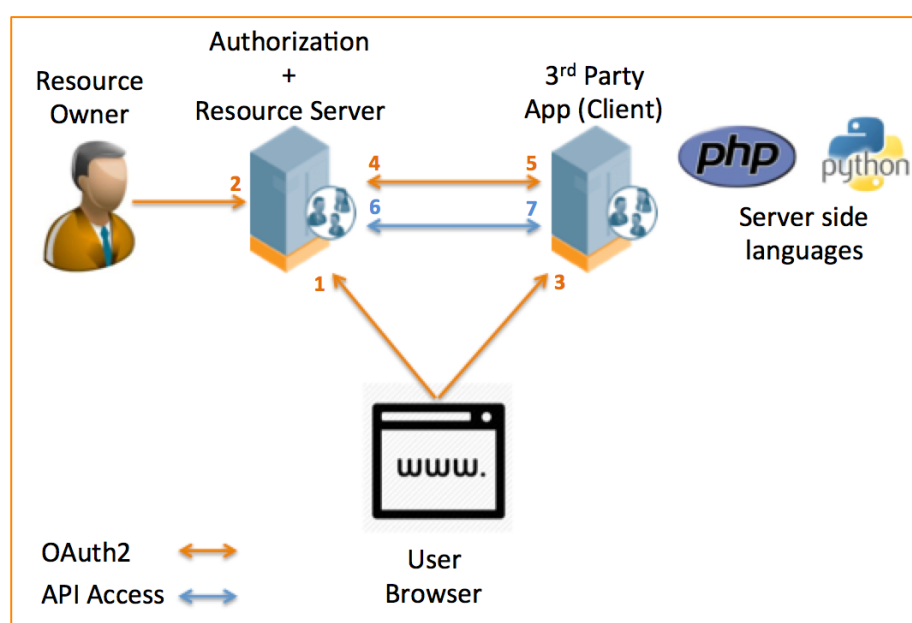 Authorization
+
Resource Server
Resource
Owner
3rd Party
App (Client)
php
python
Server side
languages
2
4
5
6
7
1
3
www.
User
Browser
OAuth2
API Access